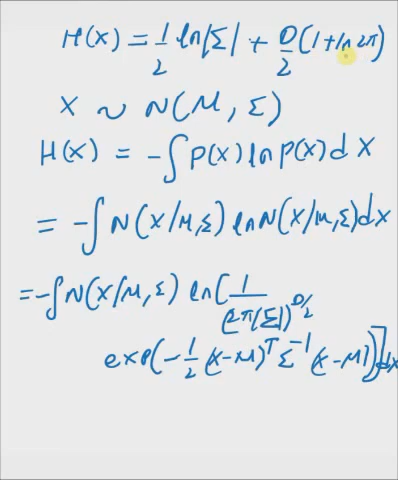 H(x) = 1/2 ln|Σ| + D/2 (1+ln 2π)
X ~ N(μ, Σ)
H(x) = -∫ P(x) ln P(x) d X
= -∫ N(X/μ,Σ) ln N(X/μ,Σ) dx
= -∫ N(X/μ,Σ) ln( 1/(2π|Σ|)^D/2
exp(-1/2 (x-μ)^T Σ^-1 (x-μ))] dx